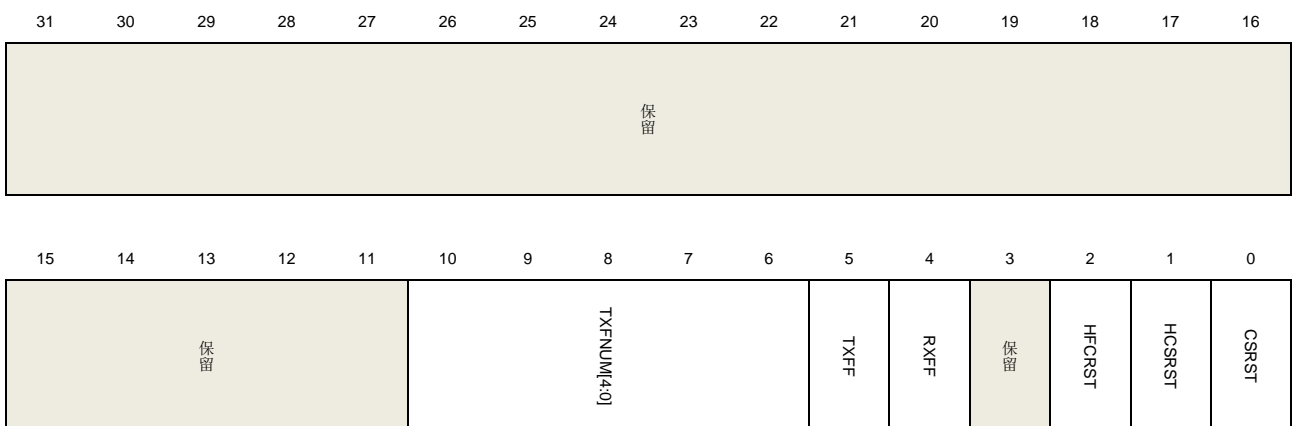 31 30 29 28 27 26 25 24 23 22 21 20 19 18 17 16
保留
15 14 13 12 11 10 9 8 7 6 5 4 3 2 1 0
保留 TXFNUM[4:0] TXFF RXFF 保留 HFCRST HCSRST CSRST